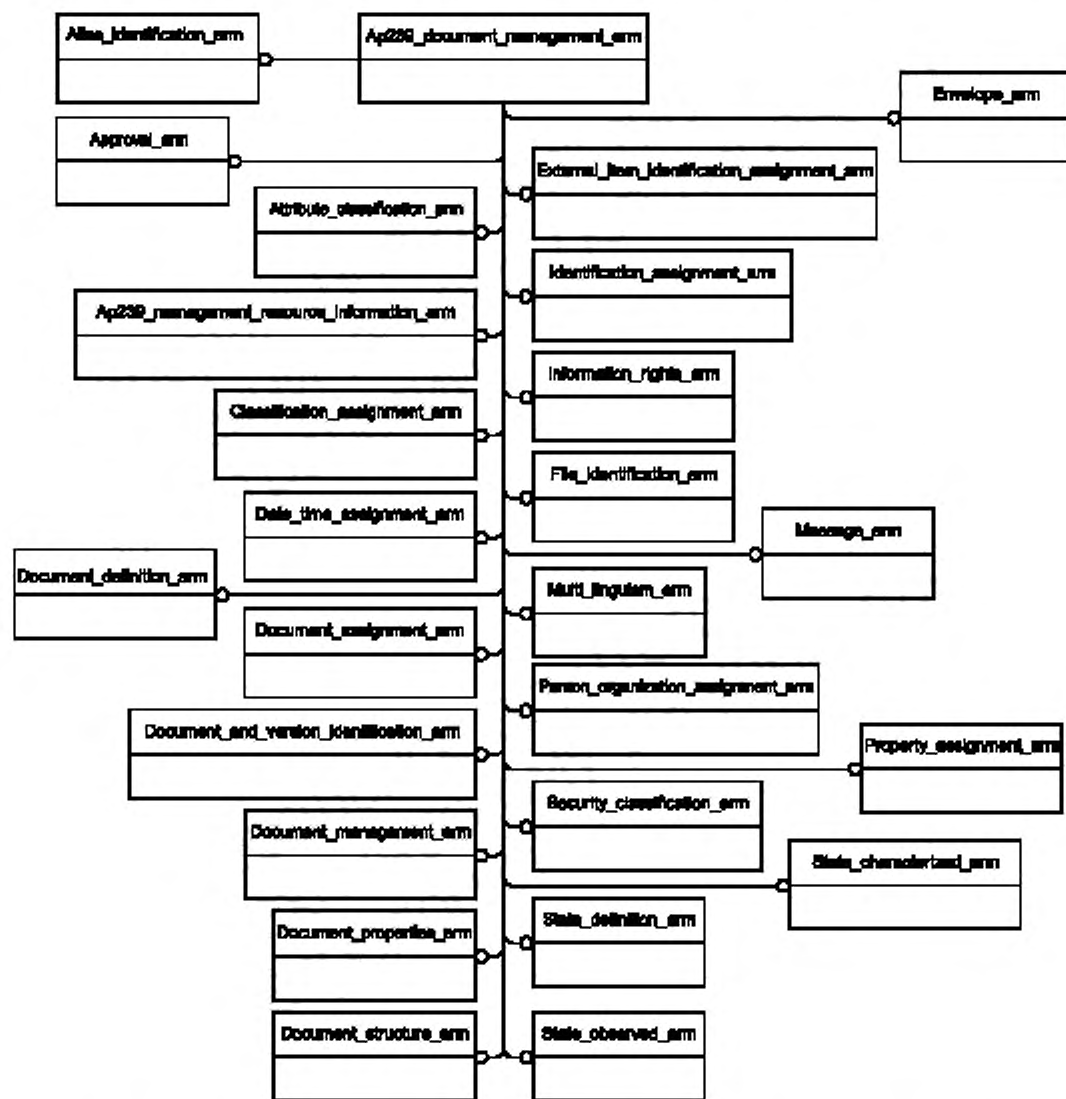 Alias_identification_arm
Ap239_document_management_arm
Envelope_arm
Approval_arm
External_item_identification_assignment_arm
Attribute_classification_arm
Identification_assignment_arm
Ap239_management_resource_information_arm
Information_rights_arm
Classification_assignment_arm
File_identification_arm
Date_time_assignment_arm
Message_arm
Document_definition_arm
Multi_linguism_arm
Document_assignment_arm
Person_organization_assignment_arm
Document_and_version_identification_arm
Property_assignment_arm
Security_classification_arm
Document_management_arm
State_characterized_arm
State_definition_arm
Document_properties_arm
Document_structure_arm
State_observed_arm